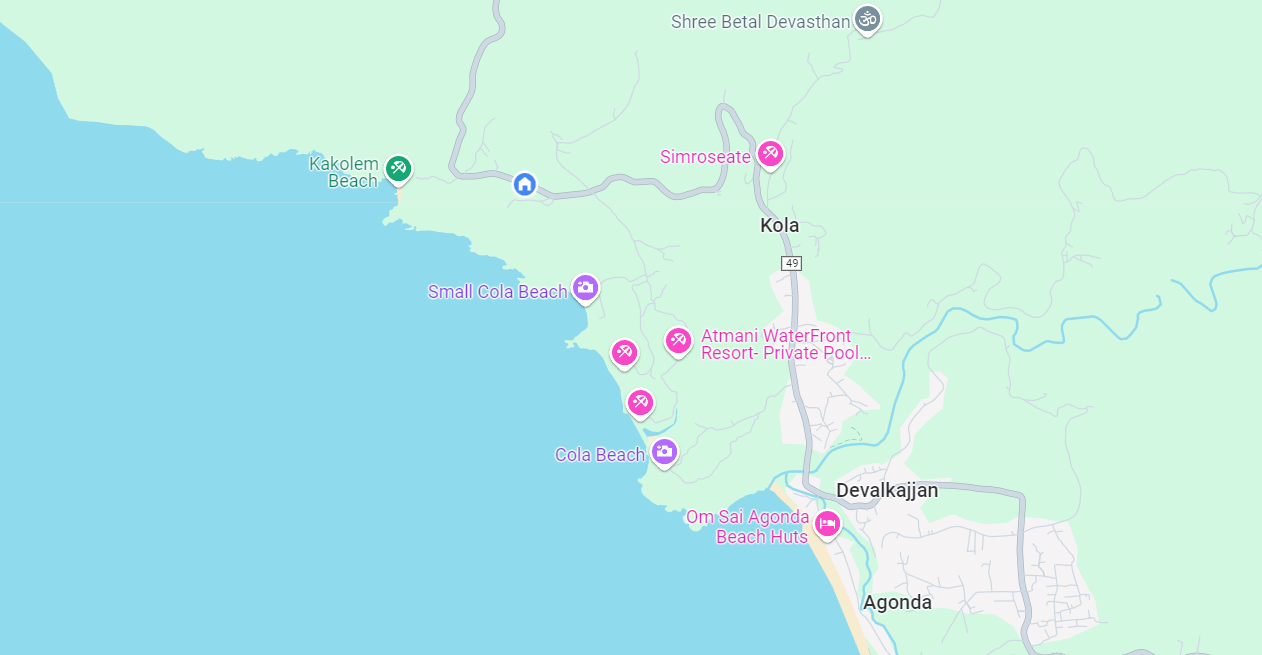 Shree Betal Devasthan
Simroseate
Kakolem
Beach
Kola
49
Small Cola Beach
Atmani WaterFront
Resort- Private Pool...
Cola Beach
Devalkajjan
Om Sai Agonda
Beach Huts
Agonda